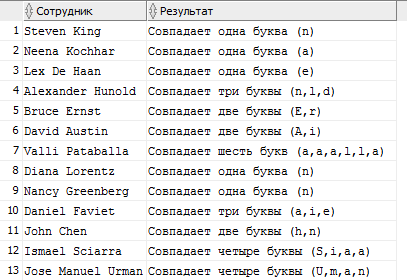 Сотрудник Результат
1 Steven King Совпадает одна буква (n)
2 Neena Kochhar Совпадает одна буква (a)
3 Lex De Haan Совпадает одна буква (e)
4 Alexander Hunold Совпадает три буквы (n,l,d)
5 Bruce Ernst Совпадает две буквы (E,r)
6 David Austin Совпадает две буквы (A,i)
7 Valli Pataballa Совпадает шесть букв (a,a,a,l,l,a)
8 Diana Lorentz Совпадает одна буква (n)
9 Nancy Greenberg Совпадает одна буква (n)
10 Daniel Faviet Совпадает три буквы (a,i,e)
11 John Chen Совпадает две буквы (h,n)
12 Ismael Sciarra Совпадает четыре буквы (S,i,a,a)
13 Jose Manuel Urman Совпадает четыре буквы (U,m,a,n)